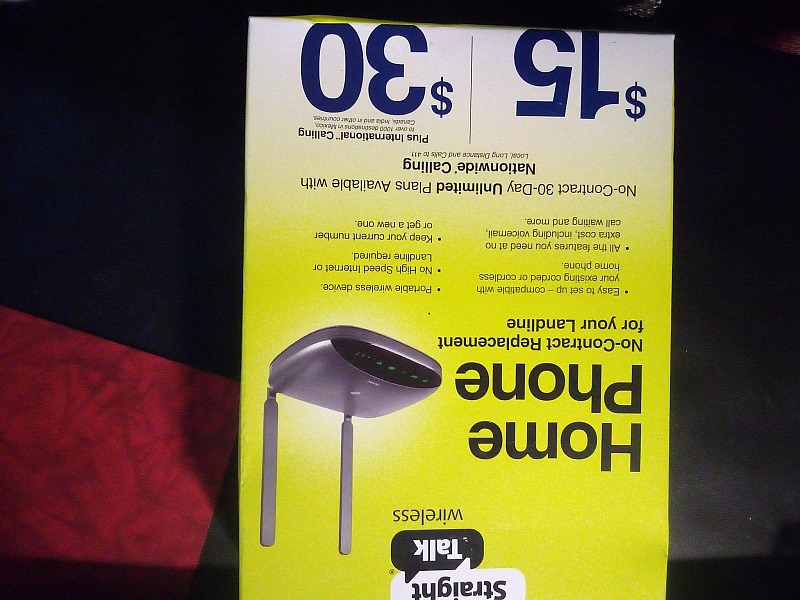 Straight
Talk
wireless
Home
Phone
No-Contract Replacement
for your Landline
• Easy to set up – compatible with
your existing corded or cordless
home phone.
• All the features you need at no
extra cost, including voicemail,
call waiting and more.
• Portable wireless device.
• No High Speed Internet or
Landline required.
• Keep your current number
or get a new one.
No-Contract 30-Day Unlimited Plans Available with
Nationwide* Calling
Local, Long Distance and Calls to 411.
$15
Plus International** Calling
to over 1000 destinations in Mexico,
Canada, India and in other countries.
$30